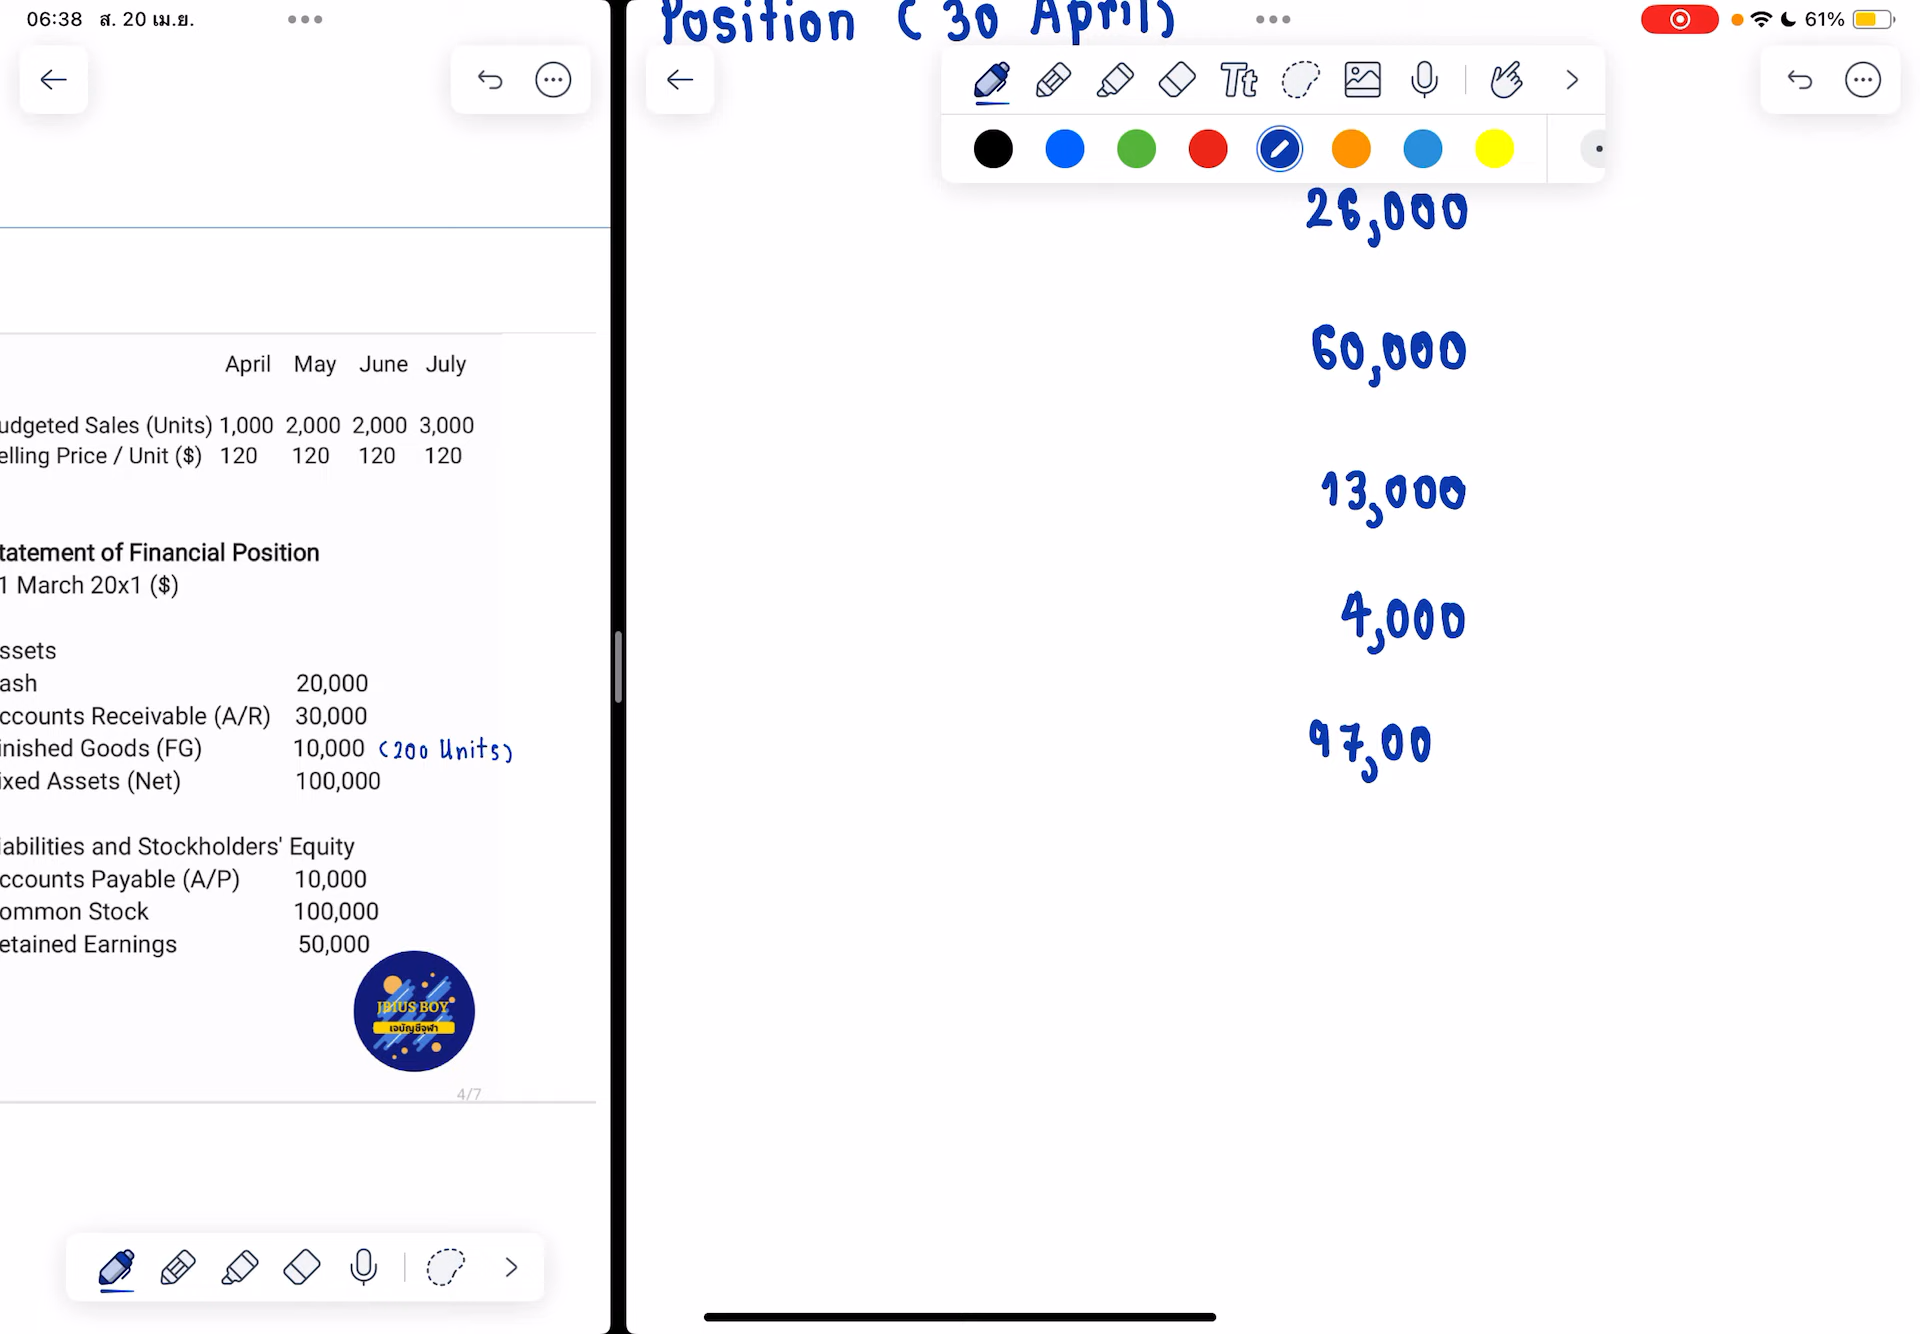 06:38 ส. 20 เม.ย.
April May June July
udgeted Sales (Units) 1,000 2,000 2,000 3,000
elling Price / Unit ($) 120 120 120 120
tatement of Financial Position
1 March 20x1 ($)
ssets
ash 20,000
ccounts Receivable (A/R) 30,000
inished Goods (FG) 10,000 (200 Units)
ixed Assets (Net) 100,000
iabilities and Stockholders' Equity
ccounts Payable (A/P) 10,000
ommon Stock 100,000
etained Earnings 50,000
JBIUS BOY
เจบัญชีจุฬา
4/7
Position (30 April)
61%
Tt
26,000
60,000
13,000
4,000
97,00